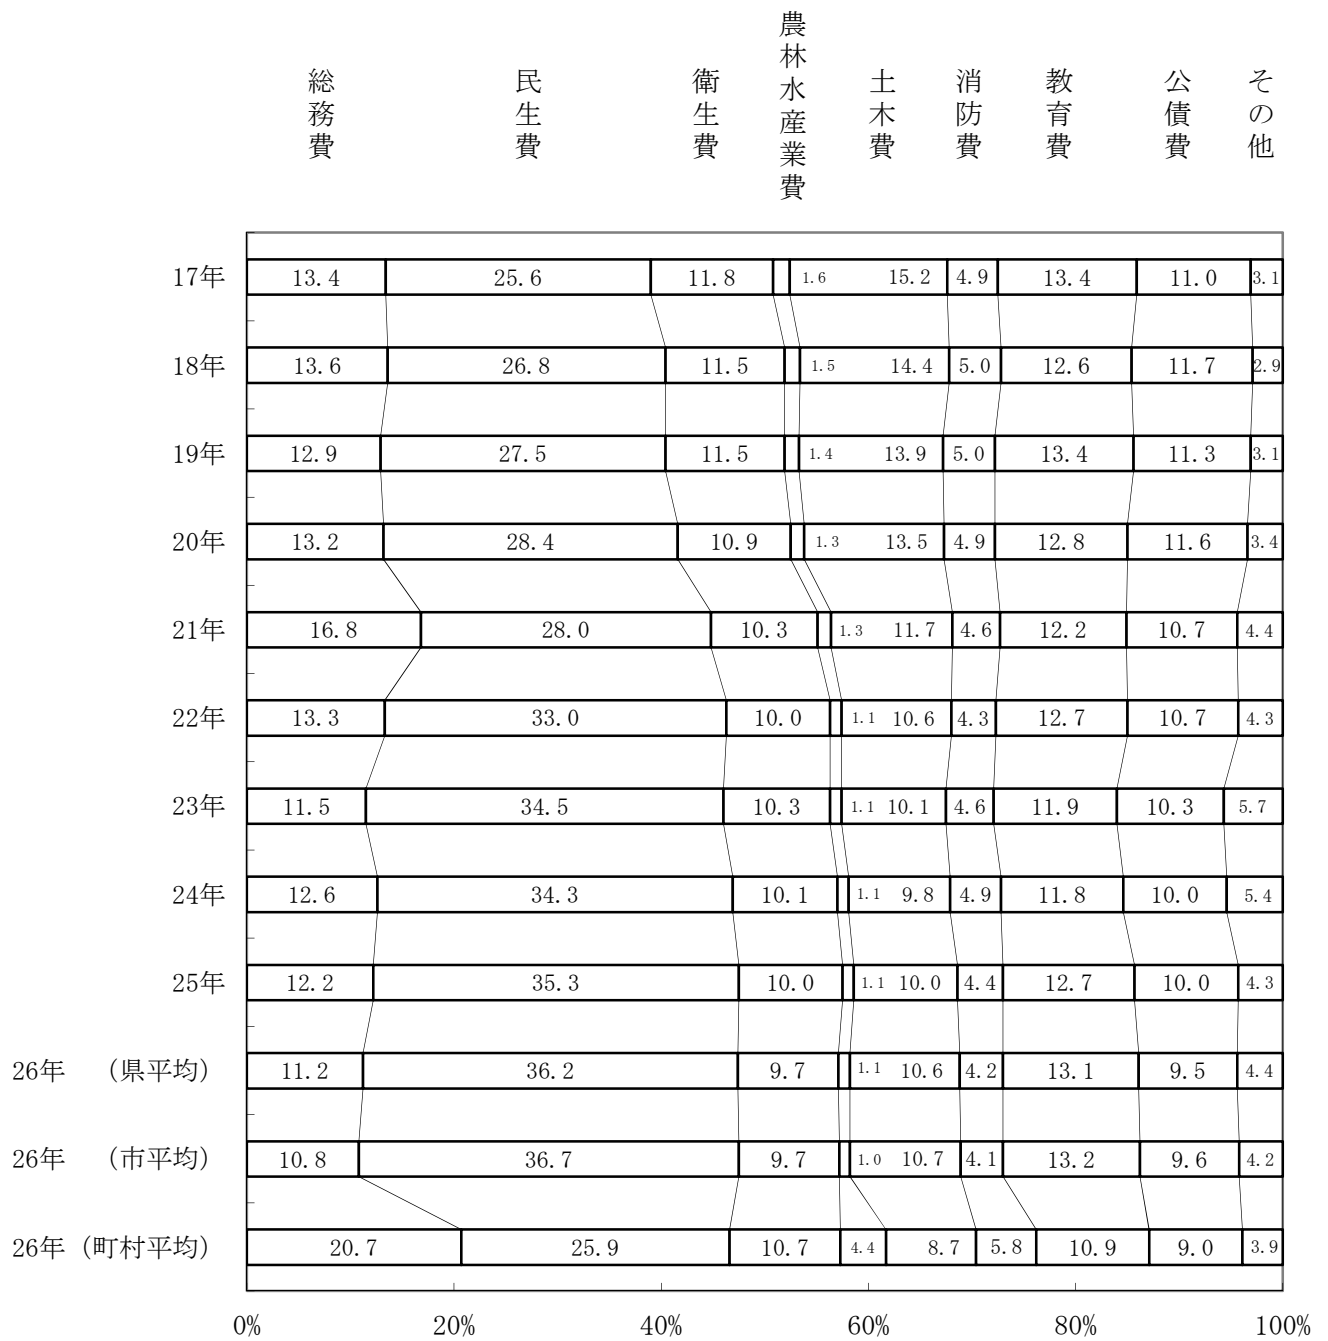 総務費
民生費
衛生費
農林水産業費
土木費
消防費
教育費
公債費
その他
17年 13.4 25.6 11.8 1.6 15.2 4.9 13.4 11.0 3.1
18年 13.6 26.8 11.5 1.5 14.4 5.0 12.6 11.7 2.9
19年 12.9 27.5 11.5 1.4 13.9 5.0 13.4 11.3 3.1
20年 13.2 28.4 10.9 1.3 13.5 4.9 12.8 11.6 3.4
21年 16.8 28.0 10.3 1.3 11.7 4.6 12.2 10.7 4.4
22年 13.3 33.0 10.0 1.1 10.6 4.3 12.7 10.7 4.3
23年 11.5 34.5 10.3 1.1 10.1 4.6 11.9 10.3 5.7
24年 12.6 34.3 10.1 1.1 9.8 4.9 11.8 10.0 5.4
25年 12.2 35.3 10.0 1.1 10.0 4.4 12.7 10.0 4.3
26年 （県平均） 11.2 36.2 9.7 1.1 10.6 4.2 13.1 9.5 4.4
26年 （市平均） 10.8 36.7 9.7 1.0 10.7 4.1 13.2 9.6 4.2
26年（町村平均） 20.7 25.9 10.7 4.4 8.7 5.8 10.9 9.0 3.9
0% 20% 40% 60% 80% 100%